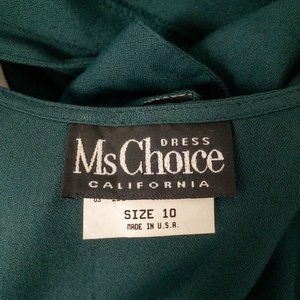 DRESS
Ms Choice
CALIFORNIA
SIZE 10
MADE IN U.S.A.